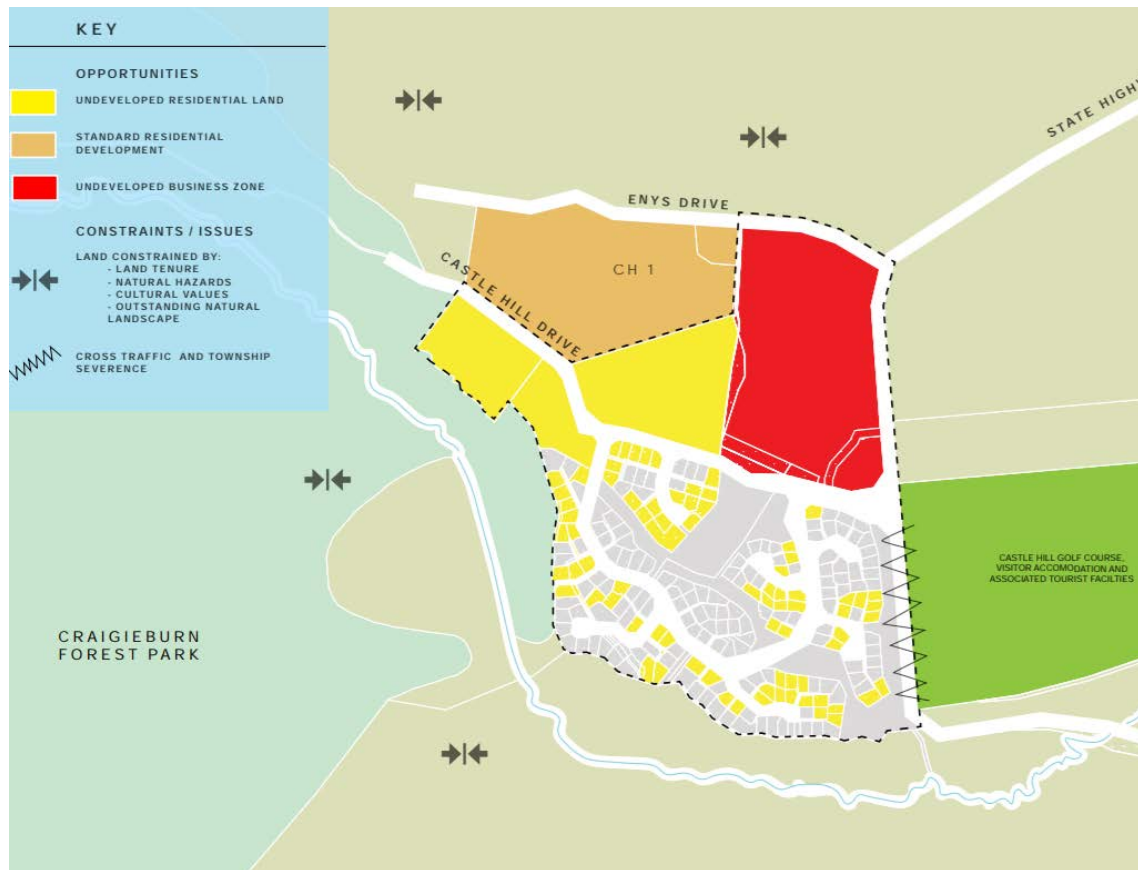 KEY
OPPORTUNITIES
UNDEVELOPED RESIDENTIAL LAND
STANDARD RESIDENTIAL
DEVELOPMENT
UNDEVELOPED BUSINESS ZONE
CONSTRAINTS / ISSUES
LAND CONSTRAINED BY:
- LAND TENURE
- NATURAL HAZARDS
- CULTURAL VALUES
- OUTSTANDING NATURAL
LANDSCAPE
CROSS TRAFFIC AND TOWNSHIP
SEVERENCE
STATE
ENYS DRIVE
CH 1
CASTLE HILL DRIVE
CASTLE HILL GOLF COURSE,
VISITOR ACCOMODATION AND
ASSOCIATED TOURIST FACILTIES
CRAIGIEBURN
FOREST PARK